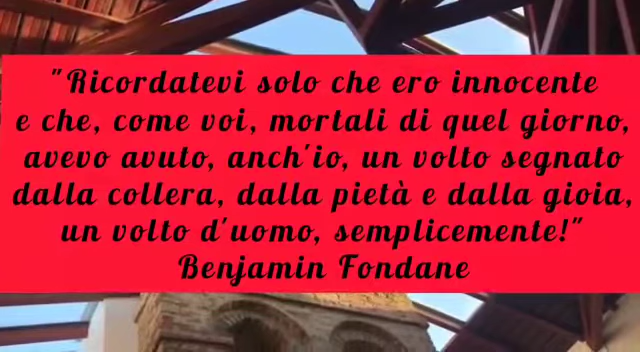 "Ricordatevi solo che ero innocente
e che, come voi, mortali di quel giorno,
avevo avuto, anch'io, un volto segnato
dalla collera, dalla pietà e dalla gioia,
un volto d'uomo, semplicemente!"
Benjamin Fondane